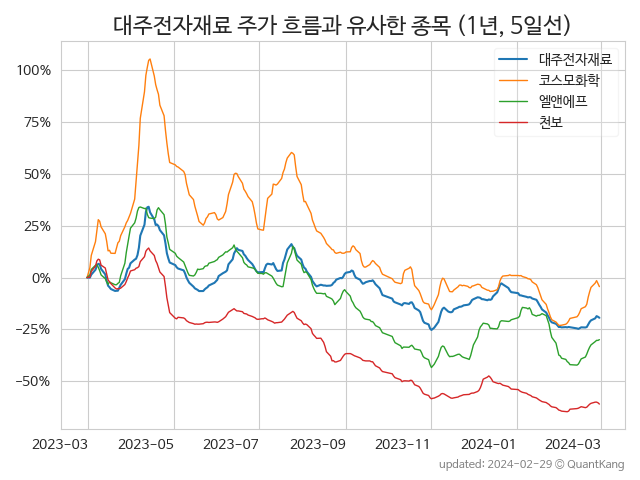 대주전자재료 주가 흐름과 유사한 종목 (1년, 5일선)
대주전자재료
코스모화학
엘앤에프
천보
100%
75%
50%
25%
0%
−25%
−50%
2023-03
2023-05
2023-07
2023-09
2023-11
2024-01
2024-03
updated: 2024-02-29 © QuantKang